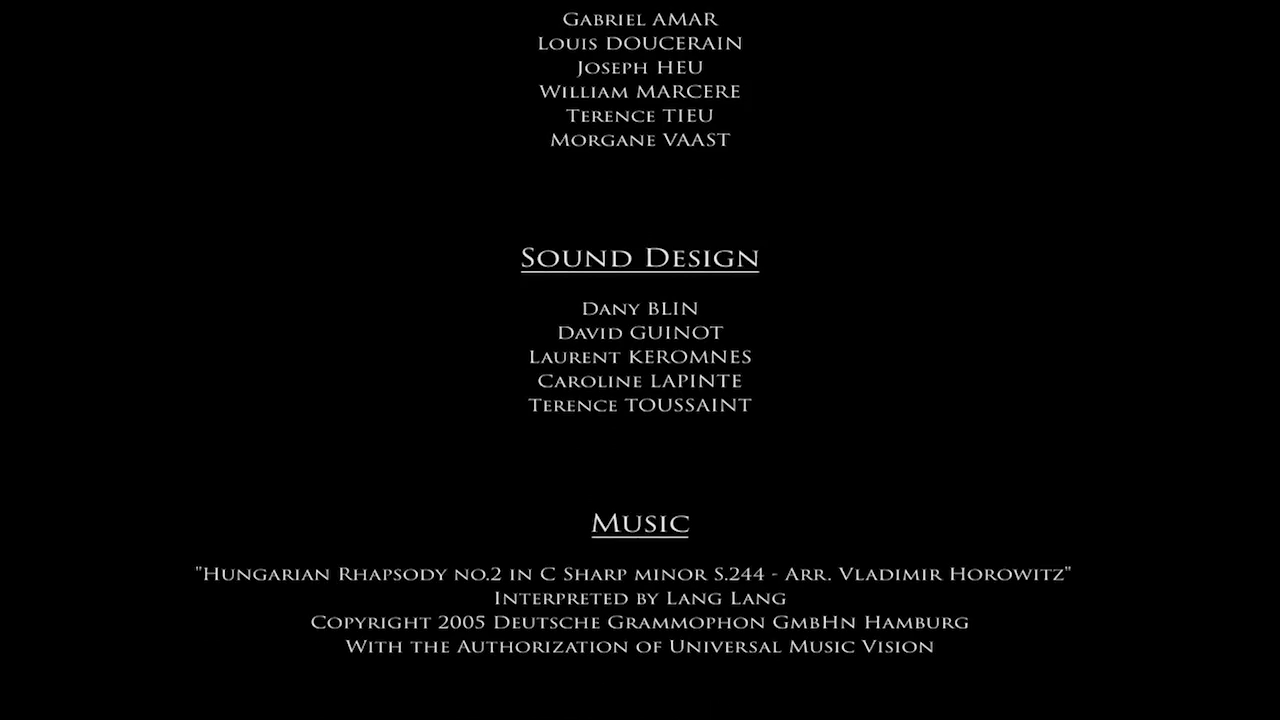 Gabriel AMAR
Louis DOUCERAIN
Joseph HEU
William MARCERE
Terence TIEU
Morgane VAAST
Sound Design
Dany BLIN
David GUINOT
Laurent KEROMNES
Caroline LAPINTE
Terence TOUSSAINT
Music
"Hungarian Rhapsody no.2 in C Sharp minor S.244 - Arr. Vladimir Horowitz"
Interpreted by Lang Lang
Copyright 2005 Deutsche Grammophon GmbHn Hamburg
With the Authorization of Universal Music Vision